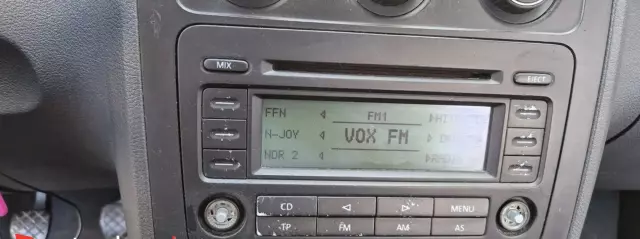 MIX
EJECT
FFN FM1
N-JOY VOX FM
NDR 2
CD MENU
TP FM AM AS